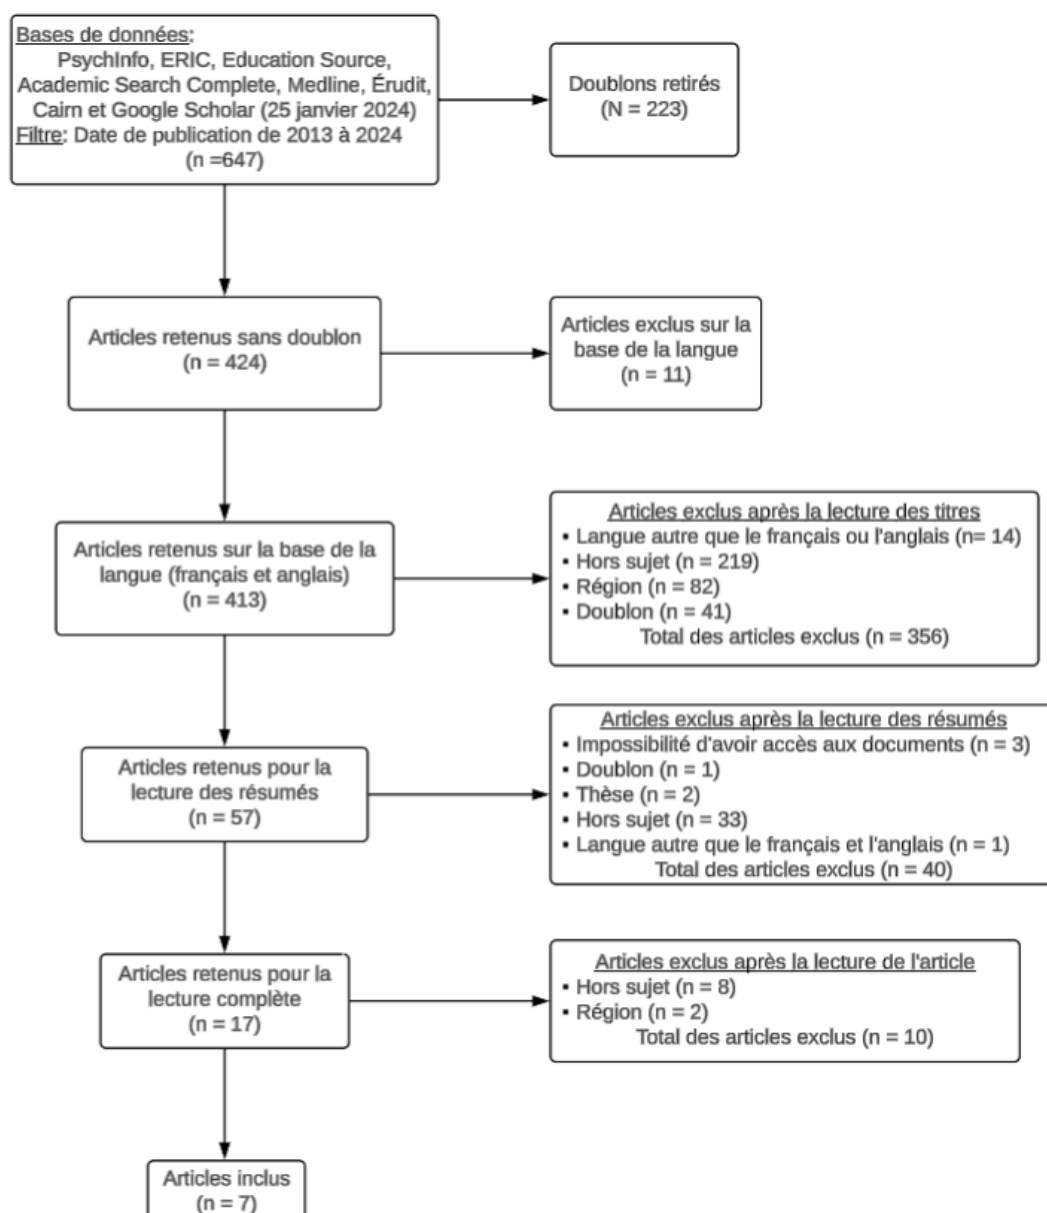 Bases de données:
PsychInfo, ERIC, Education Source,
Academic Search Complete, Medline, Érudit,
Cairn et Google Scholar (25 janvier 2024)
Filtre: Date de publication de 2013 à 2024
(n =647)
Doublons retirés
(N = 223)
Articles retenus sans doublon
(n = 424)
Articles exclus sur la
base de la langue
(n = 11)
Articles retenus sur la base de la
langue (français et anglais)
(n = 413)
Articles exclus après la lecture des titres
▪ Langue autre que le français ou l'anglais (n= 14)
▪ Hors sujet (n = 219)
▪ Région (n = 82)
▪ Doublon (n = 41)
Total des articles exclus (n = 356)
Articles retenus pour la
lecture des résumés
(n = 57)
Articles exclus après la lecture des résumés
▪ Impossibilité d'avoir accès aux documents (n = 3)
▪ Doublon (n = 1)
▪ Thèse (n = 2)
▪ Hors sujet (n = 33)
▪ Langue autre que le français et l'anglais (n = 1)
Total des articles exclus (n = 40)
Articles retenus pour la
lecture complète
(n = 17)
Articles exclus après la lecture de l'article
▪ Hors sujet (n = 8)
▪ Région (n = 2)
Total des articles exclus (n = 10)
Articles inclus
(n = 7)